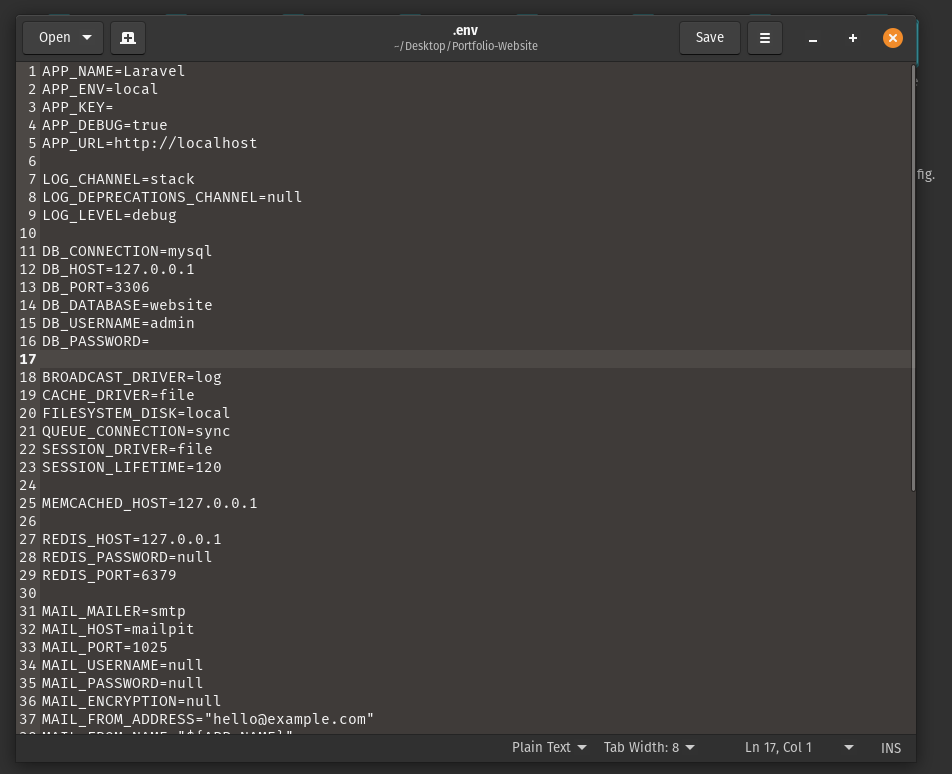 Open
.env
~/Desktop/Portfolio-Website
Save
1 APP_NAME=Laravel
2 APP_ENV=local
3 APP_KEY=
4 APP_DEBUG=true
5 APP_URL=http://localhost
6
7 LOG_CHANNEL=stack
8 LOG_DEPRECATIONS_CHANNEL=null
9 LOG_LEVEL=debug
10
11 DB_CONNECTION=mysql
12 DB_HOST=127.0.0.1
13 DB_PORT=3306
14 DB_DATABASE=website
15 DB_USERNAME=admin
16 DB_PASSWORD=
17
18 BROADCAST_DRIVER=log
19 CACHE_DRIVER=file
20 FILESYSTEM_DISK=local
21 QUEUE_CONNECTION=sync
22 SESSION_DRIVER=file
23 SESSION_LIFETIME=120
24
25 MEMCACHED_HOST=127.0.0.1
26
27 REDIS_HOST=127.0.0.1
28 REDIS_PASSWORD=null
29 REDIS_PORT=6379
30
31 MAIL_MAILER=smtp
32 MAIL_HOST=mailpit
33 MAIL_PORT=1025
34 MAIL_USERNAME=null
35 MAIL_PASSWORD=null
36 MAIL_ENCRYPTION=null
37 MAIL_FROM_ADDRESS="hello@example.com"
38 MAIL_FROM_NAME="${APP_NAME}"
fig.
Plain Text Tab Width: 8 Ln 17, Col 1 INS